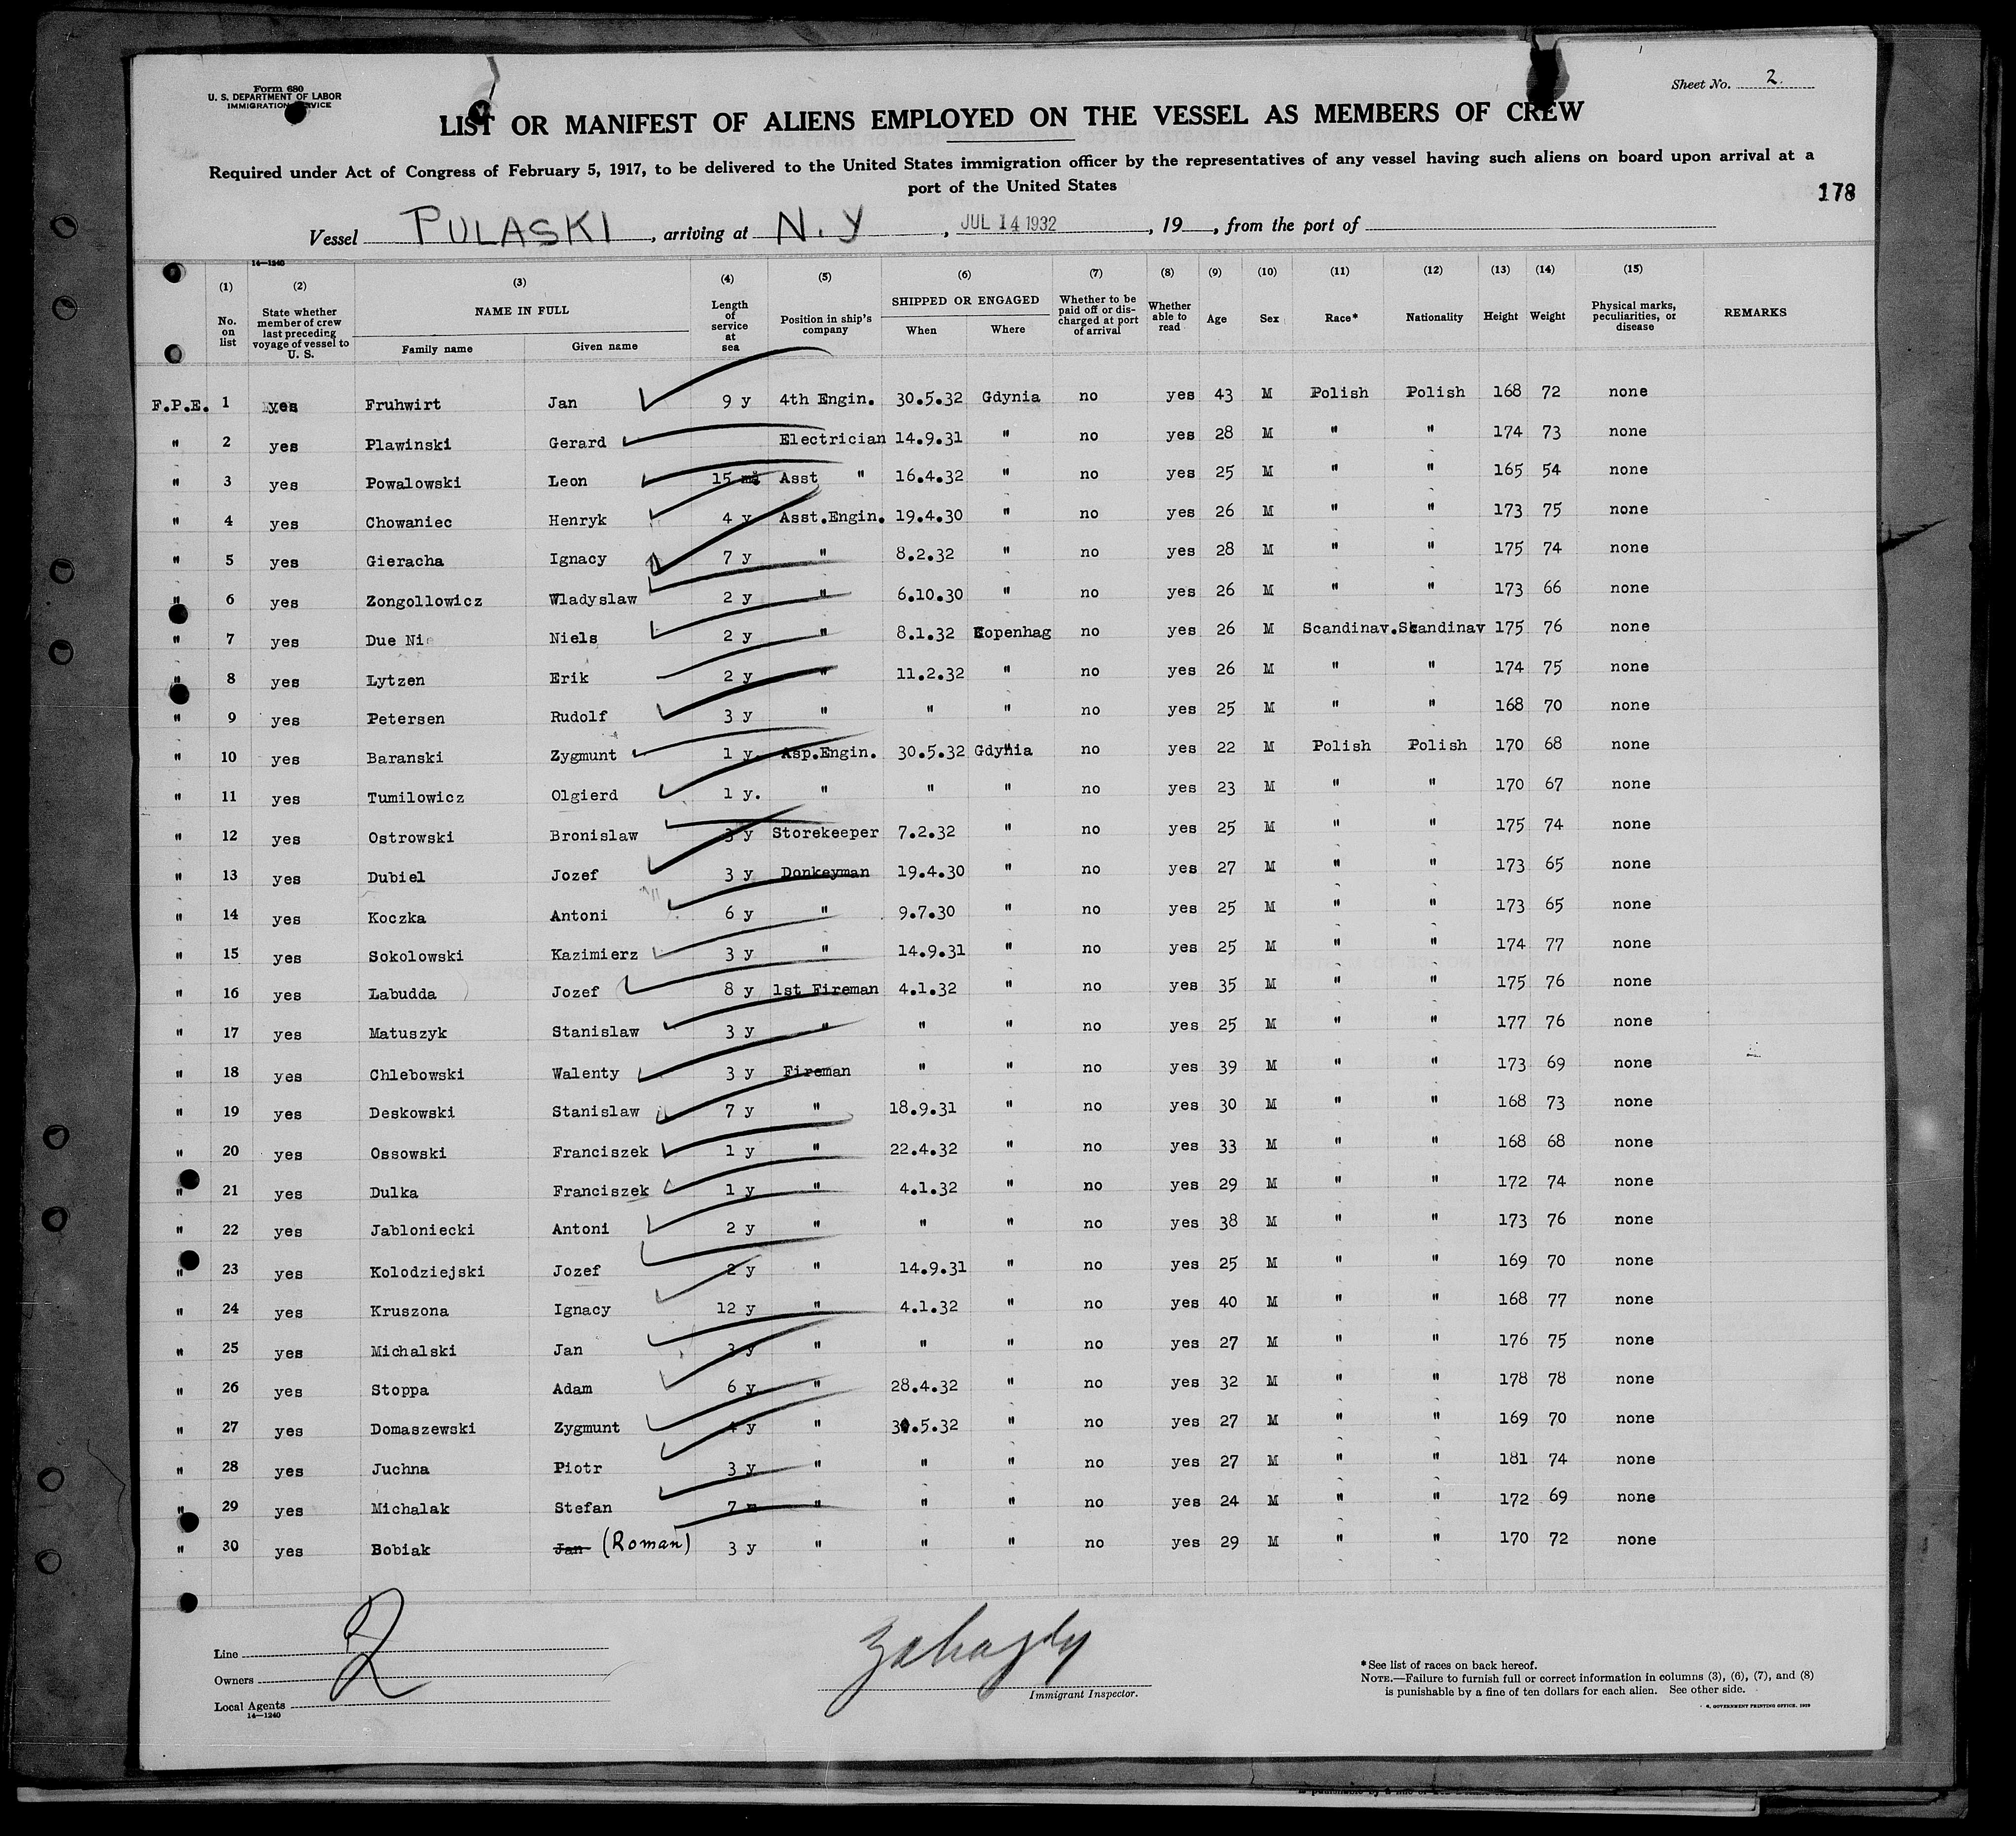 Form 680
U. S. DEPARTMENT OF LABOR
IMMIGRATION SERVICE
Sheet No. 2.
LIST OR MANIFEST OF ALIENS EMPLOYED ON THE VESSEL AS MEMBERS OF CREW
Required under Act of Congress of February 5, 1917, to be delivered to the United States immigration officer by the representatives of any vessel having such aliens on board upon arrival at a
port of the United States
178
Vessel PULASKI, arriving at N.Y, JUL 14 1932, 19, from the port of
14—1240
(1) (2) (3) (4) (5) (6) (7) (8) (9) (10) (11) (12) (13) (14) (15)
No. on list State whether member of crew last preceding voyage of vessel to U. S. NAME IN FULL Family name Given name Length of service at sea Position in ship's company SHIPPED OR ENGAGED When Where Whether to be paid off or discharged at port of arrival Whether able to read Age Sex Race* Nationality Height Weight Physical marks, peculiarities, or disease REMARKS
F.P.E. 1 yes Fruhwirt Jan 9 y 4th Engin. 30.5.32 Gdynia no yes 43 M Polish Polish 168 72 none
" 2 yes Plawinski Gerard Electrician 14.9.31 " no yes 28 M " " 174 73 none
" 3 yes Powalowski Leon 15 Asst " 16.4.32 " no yes 25 M " " 165 54 none
" 4 yes Chowaniec Henryk 4 y Asst.Engin. 19.4.30 " no yes 26 M " " 173 75 none
" 5 yes Gieracha Ignacy 7 y " 8.2.32 " no yes 28 M " " 175 74 none
" 6 yes Zongollowicz Wladyslaw 2 y " 6.10.30 " no yes 26 M " " 173 66 none
" 7 yes Due Ni Niels 2 y " 8.1.32 Kopenhag no yes 26 M Scandinav. Scandinav 175 76 none
" 8 yes Lytzen Erik 2 y " 11.2.32 " no yes 26 M " " 174 75 none
" 9 yes Petersen Rudolf 3 y " " " no yes 25 M " " 168 70 none
" 10 yes Baranski Zygmunt 1 y. Asp.Engin. 30.5.32 Gdynia no yes 22 M Polish Polish 170 68 none
" 11 yes Tumilowicz Olgierd 1 y. " " " no yes 23 M " " 170 67 none
" 12 yes Ostrowski Bronislaw 3 y Storekeeper 7.2.32 " no yes 25 M " " 175 74 none
" 13 yes Dubiel Jozef 3 y Donkeyman 19.4.30 " no yes 27 M " " 173 65 none
" 14 yes Koczka Antoni 6 y " 9.7.30 " no yes 25 M " " 173 65 none
" 15 yes Sokolowski Kazimierz 3 y " 14.9.31 " no yes 25 M " " 174 77 none
" 16 yes Labudda Jozef 8 y 1st Fireman 4.1.32 " no yes 35 M " " 175 76 none
" 17 yes Matuszyk Stanislaw 3 y " " " no yes 25 M " " 177 76 none
" 18 yes Chlebowski Walenty 3 y Fireman " " no yes 39 M " " 173 69 none
" 19 yes Deskowski Stanislaw 7 y " 18.9.31 " no yes 30 M " " 168 73 none
" 20 yes Ossowski Franciszek 1 y " 22.4.32 " no yes 33 M " " 168 68 none
" 21 yes Dulka Franciszek 1 y " 4.1.32 " no yes 29 M " " 172 74 none
" 22 yes Jabloniecki Antoni 2 y " " " no yes 38 M " " 173 76 none
" 23 yes Kolodziejski Jozef 2 y " 14.9.31 " no yes 25 M " " 169 70 none
" 24 yes Kruszona Ignacy 12 y " 4.1.32 " no yes 40 M " " 168 77 none
" 25 yes Michalski Jan 3 y " " " no yes 27 M " " 176 75 none
" 26 yes Stoppa Adam 6 y " 28.4.32 " no yes 32 M " " 178 78 none
" 27 yes Domaszewski Zygmunt 4 y " 30.5.32 " no yes 27 M " " 169 70 none
" 28 yes Juchna Piotr 3 y " " " no yes 27 M " " 181 74 none
" 29 yes Michalak Stefan 7 m " " " no yes 24 M " " 172 69 none
" 30 yes Bobiak Jan (Roman) 3 y " " " no yes 29 M " " 170 72 none
2
Line
Owners
Local Agents
14—1240
Immigrant Inspector.
*See list of races on back hereof.
NOTE.—Failure to furnish full or correct information in columns (3), (6), (7), and (8)
is punishable by a fine of ten dollars for each alien. See other side.
GOVERNMENT PRINTING OFFICE. 1929